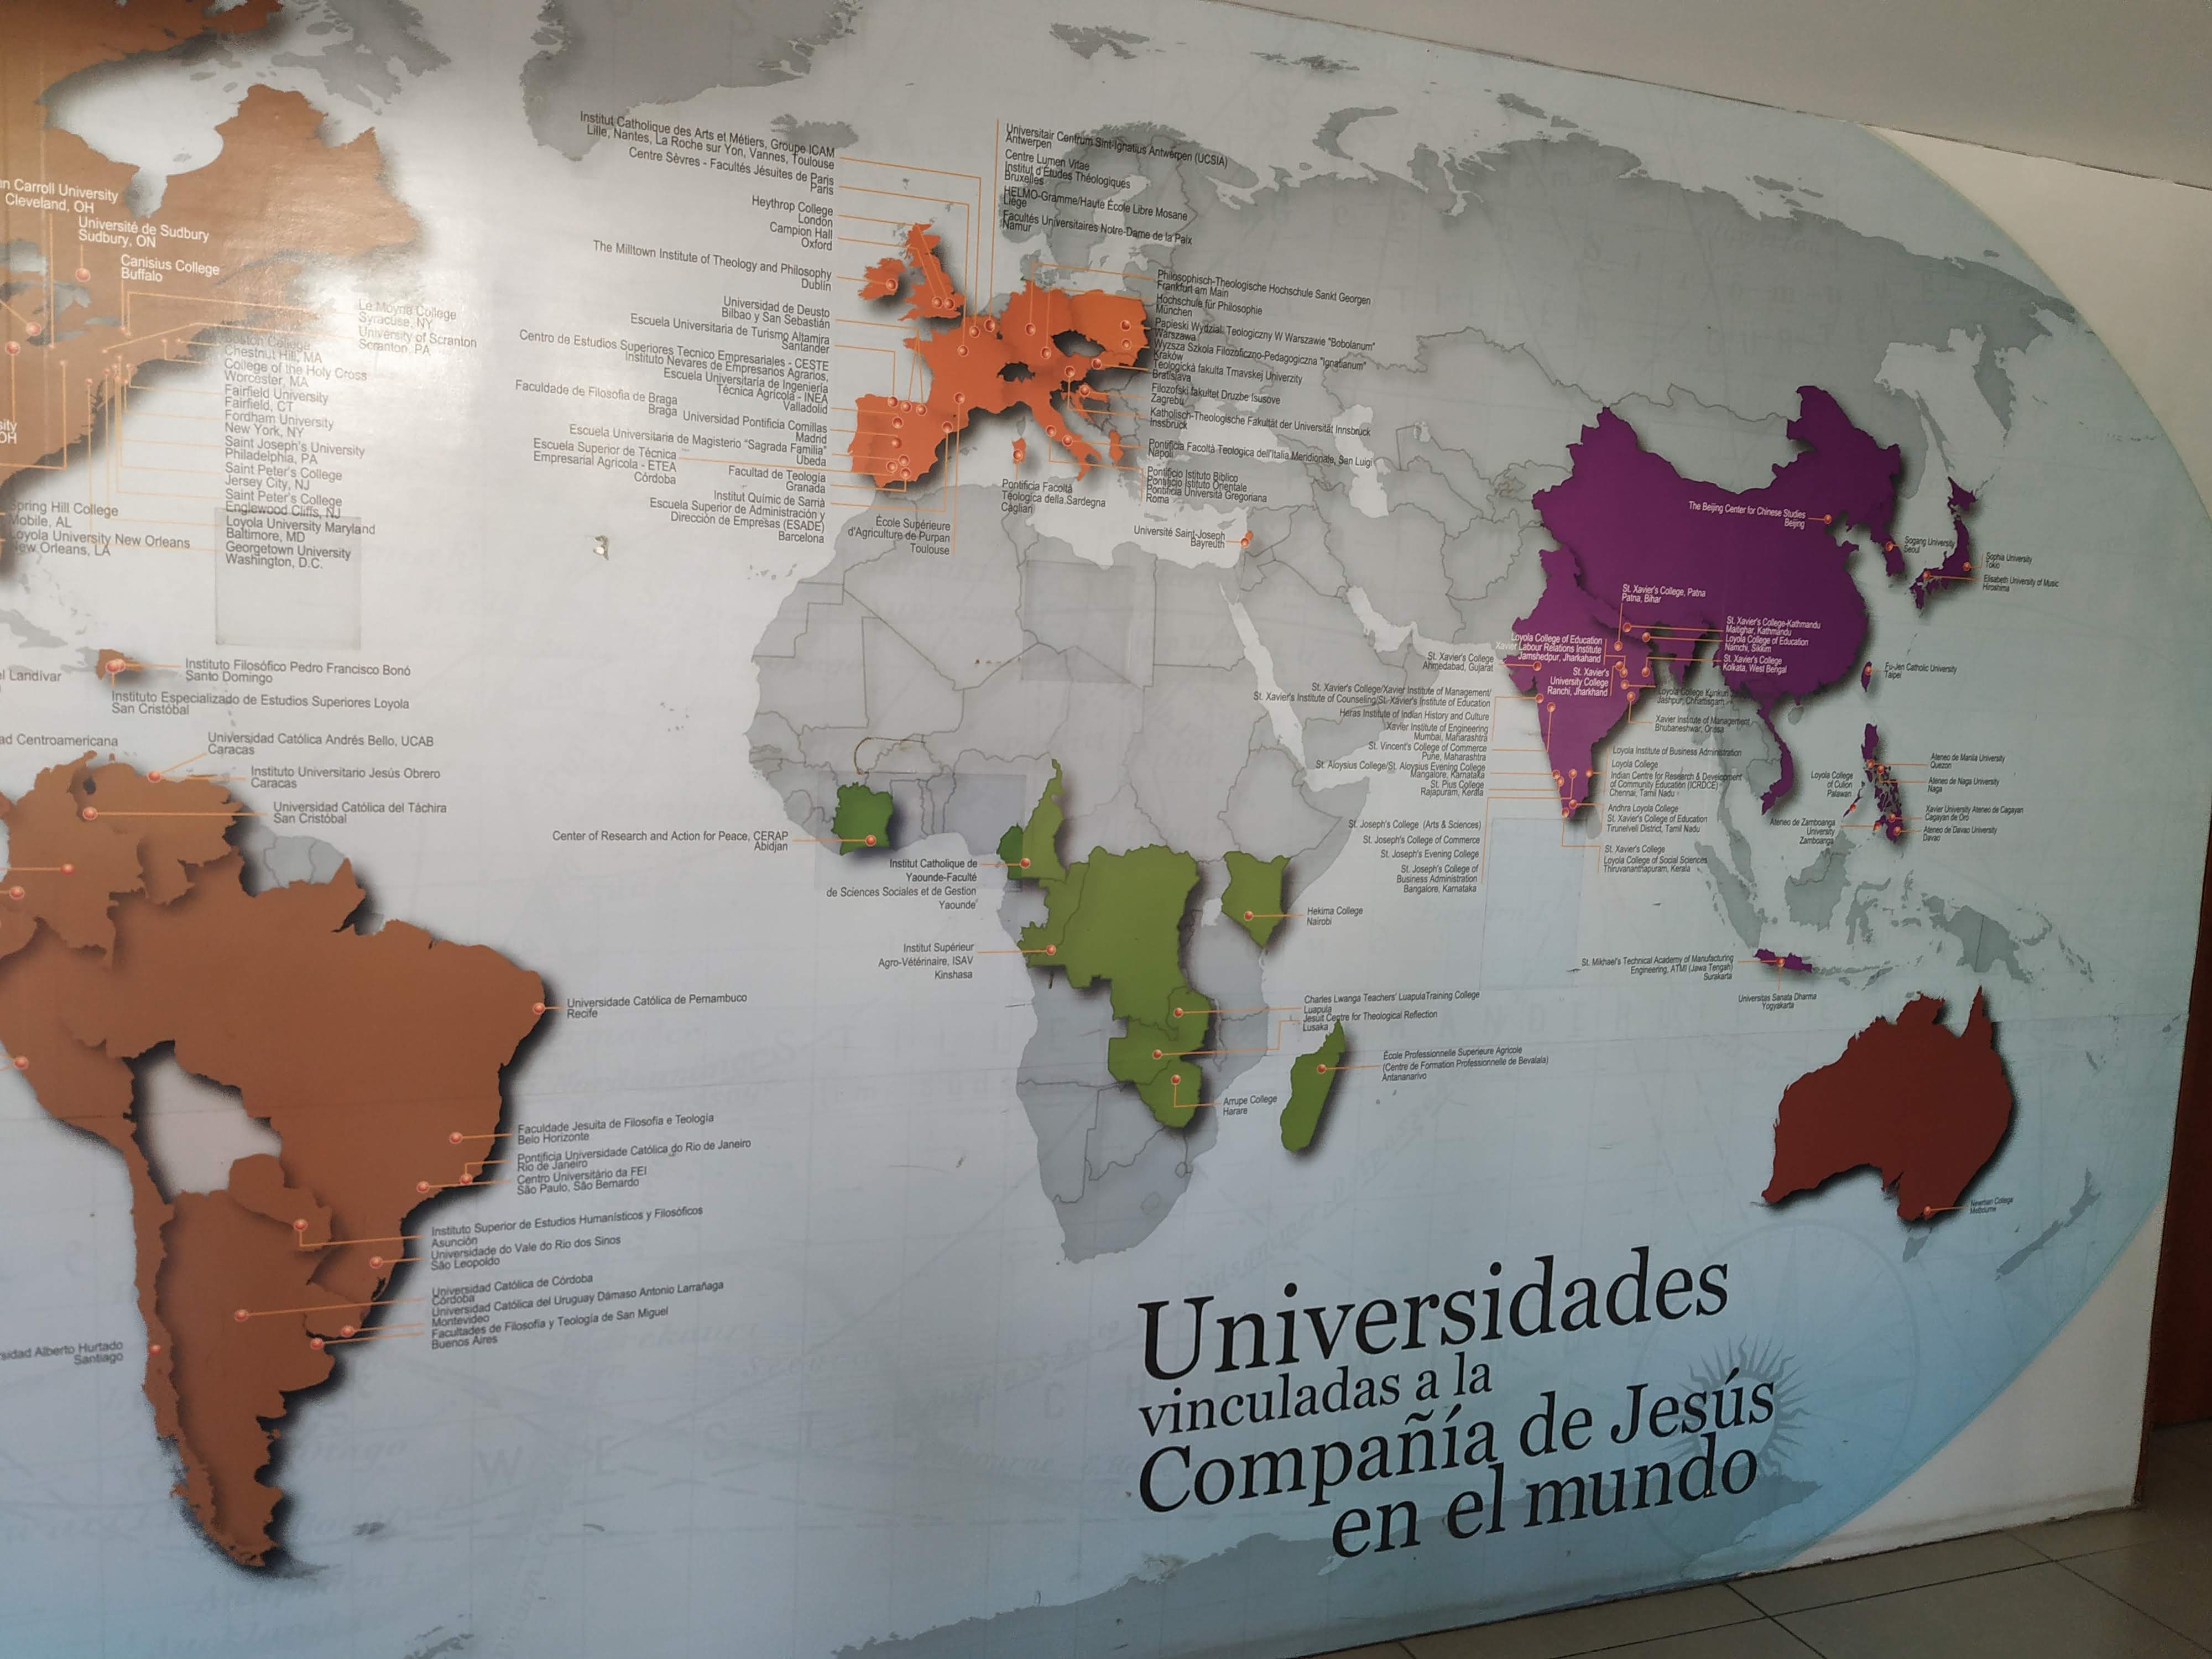 n Carroll University
Cleveland, OH
Université de Sudbury
Sudbury, ON
Canisius College
Buffalo
Le Moyne College
Syracuse, NY
University of Scranton
Scranton, PA
Boston College
Chestnut Hill, MA
College of the Holy Cross
Worcester, MA
Fairfield University
Fairfield, CT
Fordham University
New York, NY
Saint Joseph's University
Philadelphia, PA
Saint Peter's College
Jersey City, NJ
Saint Peter's College
Englewood Cliffs, NJ
Loyola University Maryland
Baltimore, MD
Georgetown University
Washington, D.C.
sity
OH
Spring Hill College
Mobile, AL
Loyola University New Orleans
New Orleans, LA
l Landívar
Instituto Filosófico Pedro Francisco Bonó
Santo Domingo
Instituto Especializado de Estudios Superiores Loyola
San Cristóbal
ad Centroamericana
Universidad Católica Andrés Bello, UCAB
Caracas
Instituto Universitario Jesús Obrero
Caracas
Universidad Católica del Táchira
San Cristóbal
Universidade Católica de Pernambuco
Recife
Faculdade Jesuita de Filosofia e Teologia
Belo Horizonte
Pontificia Universidade Católica do Rio de Janeiro
Rio de Janeiro
Centro Universitário da FEI
São Paulo, São Bernardo
Instituto Superior de Estudios Humanísticos y Filosóficos
Asunción
Universidade do Vale do Rio dos Sinos
São Leopoldo
Universidad Católica de Córdoba
Córdoba
Universidad Católica del Uruguay Dámaso Antonio Larrañaga
Montevideo
Facultades de Filosofía y Teología de San Miguel
Buenos Aires
sidad Alberto Hurtado
Santiago
Institut Catholique des Arts et Métiers, Groupe ICAM
Lille, Nantes, La Roche sur Yon, Vannes, Toulouse
Centre Sèvres - Facultés Jésuites de Paris
Paris
Heythrop College
London
Campion Hall
Oxford
The Milltown Institute of Theology and Philosophy
Dublín
Universidad de Deusto
Bilbao y San Sebastián
Escuela Universitaria de Turismo Altamira
Santander
Centro de Estudios Superiores Técnico Empresariales - CESTE
Instituto Nevares de Empresarios Agrarios,
Escuela Universitaria de Ingeniería
Técnica Agrícola - INEA
Valladolid
Faculdade de Filosofia de Braga
Braga
Universidad Pontificia Comillas
Madrid
Escuela Universitaria de Magisterio "Sagrada Familia"
Ubeda
Escuela Superior de Técnica
Empresarial Agrícola - ETEA
Córdoba
Facultad de Teología
Granada
Institut Químic de Sarriá
Escuela Superior de Administración y
Dirección de Empresas (ESADE)
Barcelona
École Supérieure
d'Agriculture de Purpan
Toulouse
Universitair Centrum Sint-Ignatius Antwerpen (UCSIA)
Antwerpen
Centre Lumen Vitae
Institut d'Études Théologiques
Bruxelles
HELMO-Gramme/Haute École Libre Mosane
Liège
Facultés Universitaires Notre-Dame de la Paix
Namur
Philosophisch-Theologische Hochschule Sankt Georgen
Frankfurt am Main
Hochschule für Philosophie
München
Papieski Wydzial Teologiczny W Warszawie "Bobolanum"
Warszawa
Wyzsza Szkola Filozoficzno-Pedagogiczna "Ignatianum"
Kraków
Teologická fakulta Trnavskej Univerzity
Bratislava
Filozofski fakultet Druzbe Isusove
Zagrebu
Katholisch-Theologische Fakultät der Universität Innsbruck
Innsbruck
Pontificia Facoltà Teologica dell'Italia Meridionale, San Luigi
Napoli
Pontificio Istituto Biblico
Pontificio Istituto Orientale
Pontificia Università Gregoriana
Roma
Pontificia Facoltà
Teologica della Sardegna
Cagliari
Université Saint-Joseph
Bayreuth
Center of Research and Action for Peace, CERAP
Abidjan
Institut Catholique de
Yaounde-Faculté
de Sciences Sociales et de Gestion
Yaounde'
Institut Supérieur
Agro-Vétérinaire, ISAV
Kinshasa
Hekima College
Nairobi
Charles Lwanga Teachers' LuapulaTraining College
Luapula
Jesuit Centre for Theological Reflection
Lusaka
École Professionnelle Superieure Agricole
(Centre de Formation Professionnelle de Bevalala)
Antananarivo
Arrupe College
Harare
The Beijing Center for Chinese Studies
Beijing
Sogang University
Seoul
Sophia University
Tokio
Elisabeth University of Music
Hiroshima
St. Xavier's College, Patna
Patna, Bihar
St. Xavier's College-Kathmandu
Maitighar, Kathmandu
Loyola College of Education
Namchi, Sikkim
St. Xavier's College
Kolkata, West Bengal
Loyola College of Education
Xavier Labour Relations Institute
Jamshedpur, Jharkahand
St. Xavier's
University College
Ranchi, Jharkhand
St. Xavier's College
Ahmedabad, Gujarat
St. Xavier's College/Xavier Institute of Management/
St. Xavier's Institute of Counseling/St. Xavier's Institute of Education
Heras Institute of Indian History and Culture
Xavier Institute of Engineering
Mumbai, Maharashtra
St. Vincent's College of Commerce
Pune, Maharashtra
St. Aloysius College/St. Aloysius Evening College
Mangalore, Karnataka
St. Pius College
Rajapuram, Kerala
St. Joseph's College (Arts & Sciences)
St. Joseph's College of Commerce
St. Joseph's Evening College
St. Joseph's College of
Business Administration
Bangalore, Karnataka
Loyola College Kunkuri
Jashpur, Chhattisgarh
Xavier Institute of Management
Bhubaneshwar, Orissa
Loyola Institute of Business Administration
Loyola College
Indian Centre for Research & Development
of Community Education (ICRDCE)
Chennai, Tamil Nadu
Andhra Loyola College
St. Xavier's College of Education
Tirunelveli District, Tamil Nadu
St. Xavier's College
Loyola College of Social Sciences
Thiruvananthapuram, Kerala
Fu-Jen Catholic University
Taipei
Ateneo de Manila University
Quezon
Ateneo de Naga University
Naga
Xavier University Ateneo de Cagayan
Cagayan de Oro
Ateneo de Davao University
Davao
Loyola College
of Culion
Palawan
Ateneo de Zamboanga
University
Zamboanga
St. Mikhael's Technical Academy of Manufacturing
Engineering, ATMI (Jawa Tengah)
Surakarta
Universitas Sanata Dharma
Yogyakarta
Newman College
Melbourne
Universidades
vinculadas a la
Compañía de Jesús
en el mundo